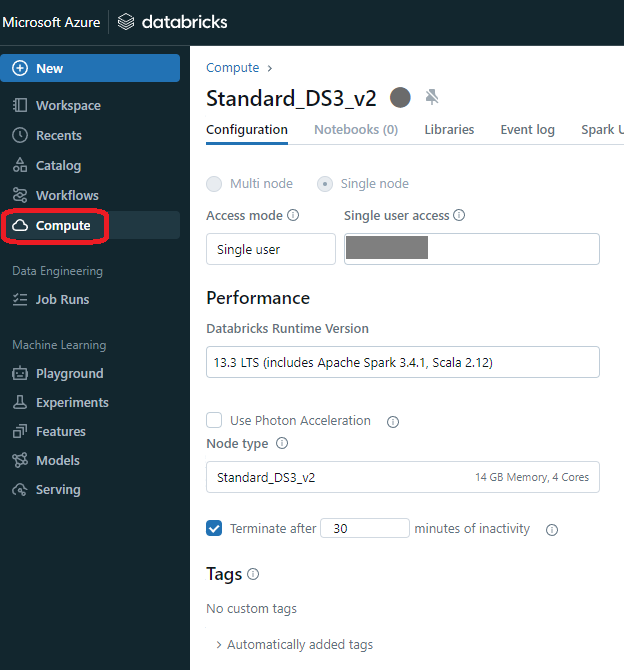 Microsoft Azure databricks
New
Workspace
Recents
Catalog
Workflows
Compute
Data Engineering
Job Runs
Machine Learning
Playground
Experiments
Features
Models
Serving
Compute >
Standard_DS3_v2
Configuration Notebooks (0) Libraries Event log Spark U
Multi node Single node
Access mode Single user access
Single user
Performance
Databricks Runtime Version
13.3 LTS (includes Apache Spark 3.4.1, Scala 2.12)
Use Photon Acceleration
Node type
Standard_DS3_v2 14 GB Memory, 4 Cores
Terminate after 30 minutes of inactivity
Tags
No custom tags
> Automatically added tags